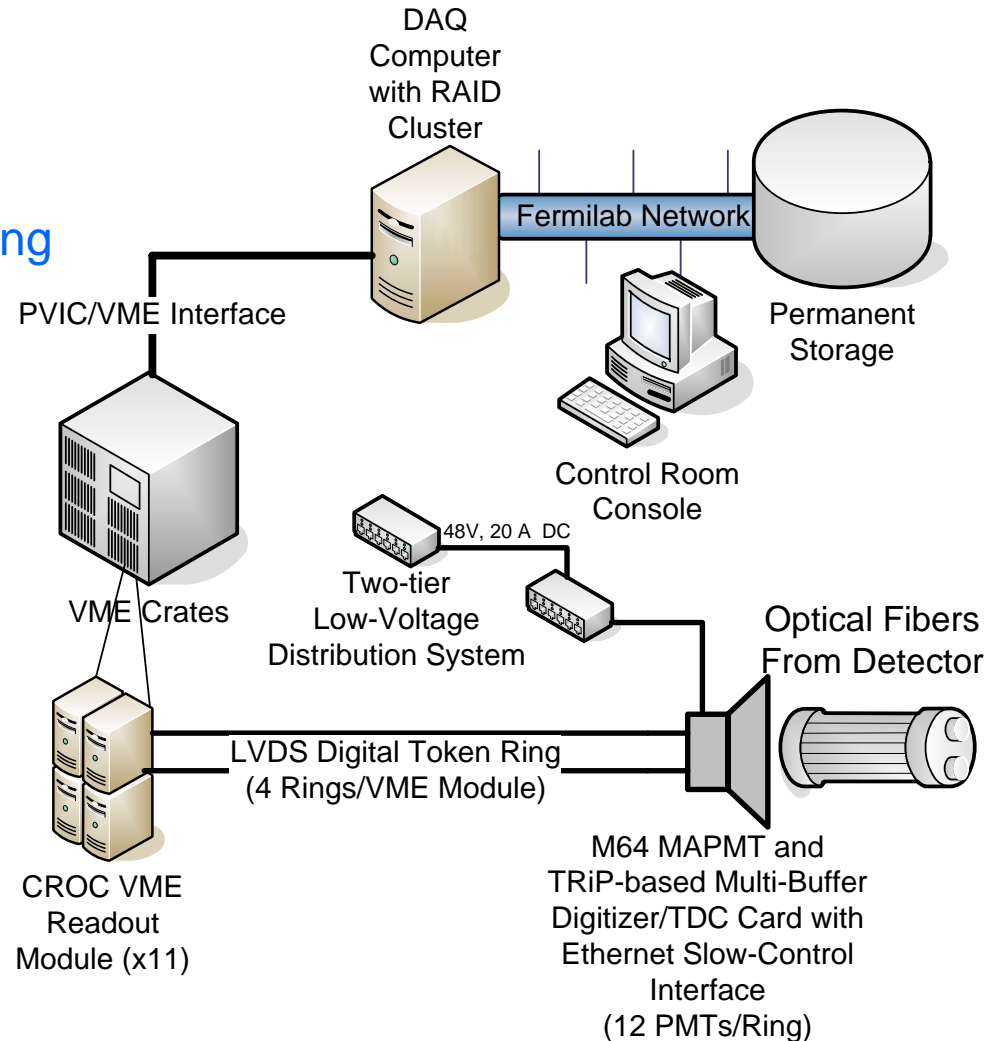 DAQ
Computer
with RAID
Cluster
Fermilab Network
ng
PVIC/VME Interface
Permanent
Storage
Control Room
Console
48V, 20 A DC
Two-tier
Low-Voltage
Distribution System
VME Crates
Optical Fibers
From Detector
LVDS Digital Token Ring
(4 Rings/VME Module)
M64 MAPMT and
TRiP-based Multi-Buffer
Digitizer/TDC Card with
Ethernet Slow-Control
Interface
(12 PMTs/Ring)
CROC VME
Readout
Module (x11)